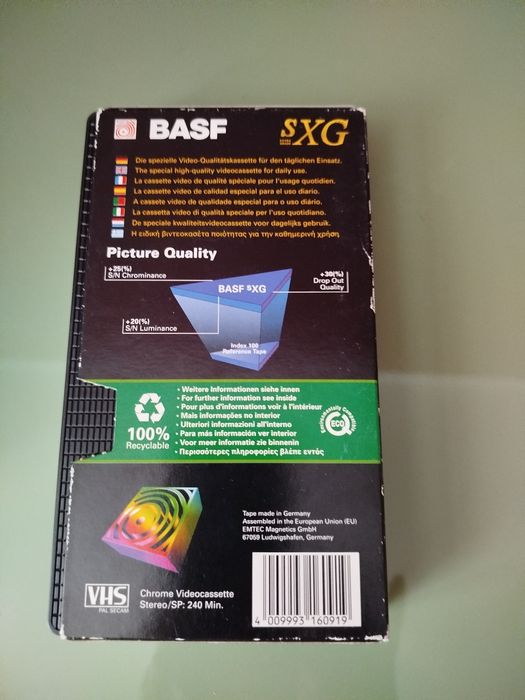 BASF
SXG
Die spezielle Video-Qualitätskassette für den täglichen Einsatz.
The special high-quality videocassette for daily use.
La cassette vidéo de qualité spéciale pour l'usage quotidien.
La cassette video de calidad especial para el uso diario.
A cassete video de qualidade especial para o uso diário.
La cassetta video di qualità speciale per l'uso quotidiano.
De speciale kwaliteitsvideocassette voor dagelijks gebruik.
Η ειδική βιντεοκασέτα ποιότητας για την καθημερινή χρήση.
Picture Quality
+25(%)
S/N Chrominance
+30(%)
Drop Out
Quality
BASF SXG
+20(%)
S/N Luminance
Index 100
Reference Tape
· Weitere Informationen siehe innen
· For further information see inside
· Pour plus d'informations voir à l'intérieur
· Mais informações no interior
· Ulteriori informazioni all'interno
· Para más información ver interior
· Voor meer informatie zie binnenin
· Περισσότερες πληροφορίες βλέπε εντός
100%
Recyclable
Environmentally Compatible
ECO
Tape made in Germany
Assembled in the European Union (EU)
EMTEC Magnetics GmbH
67059 Ludwigshafen, Germany
VHS
PAL SECAM
Chrome Videocassette
Stereo/SP: 240 Min.
4 009993 160919